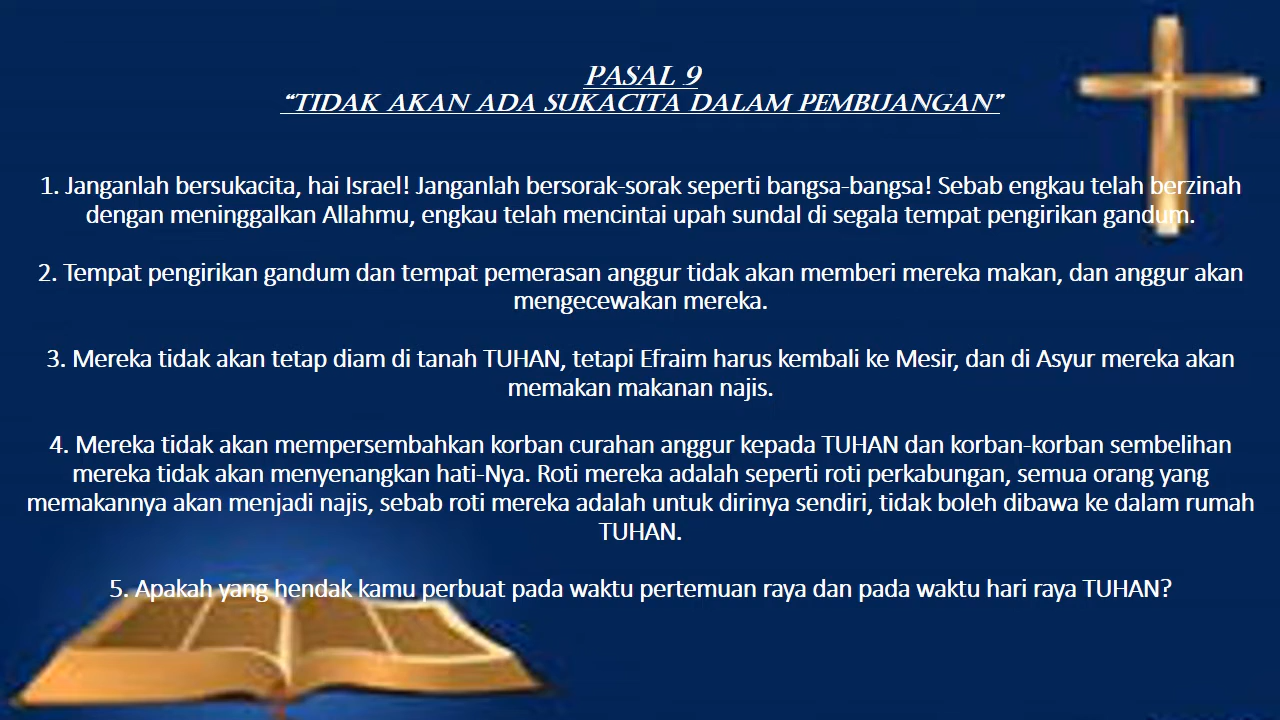 PASAL 9
"TIDAK AKAN ADA SUKACITA DALAM PEMBUANGAN"
1. Janganlah bersukacita, hai Israel! Janganlah bersorak-sorak seperti bangsa-bangsa! Sebab engkau telah berzinah
dengan meninggalkan Allahmu, engkau telah mencintai upah sundal di segala tempat pengirikan gandum.
2. Tempat pengirikan gandum dan tempat pemerasan anggur tidak akan memberi mereka makan, dan anggur akan
mengecewakan mereka.
3. Mereka tidak akan tetap diam di tanah TUHAN, tetapi Efraim harus kembali ke Mesir, dan di Asyur mereka akan
memakan makanan najis.
4. Mereka tidak akan mempersembahkan korban curahan anggur kepada TUHAN dan korban-korban sembelihan
mereka tidak akan menyenangkan hati-Nya. Roti mereka adalah seperti roti perkabungan, semua orang yang
memakannya akan menjadi najis, sebab roti mereka adalah untuk dirinya sendiri, tidak boleh dibawa ke dalam rumah
TUHAN.
5. Apakah yang hendak kamu perbuat pada waktu pertemuan raya dan pada waktu hari raya TUHAN?